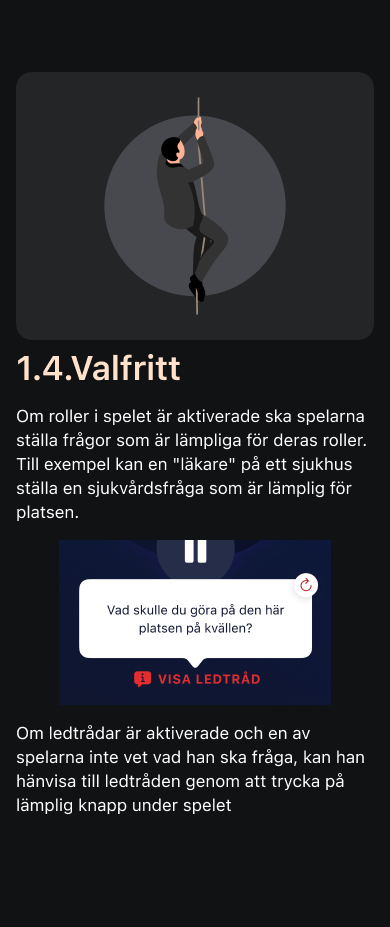 1.4.Valfritt
Om roller i spelet är aktiverade ska spelarna
ställa frågor som är lämpliga för deras roller.
Till exempel kan en "läkare" på ett sjukhus
ställa en sjukvårdsfråga som är lämplig för
platsen.
Vad skulle du göra på den här
platsen på kvällen?
VISA LEDTRÅD
Om ledtrådar är aktiverade och en av
spelarna inte vet vad han ska fråga, kan han
hänvisa till ledtråden genom att trycka på
lämplig knapp under spelet